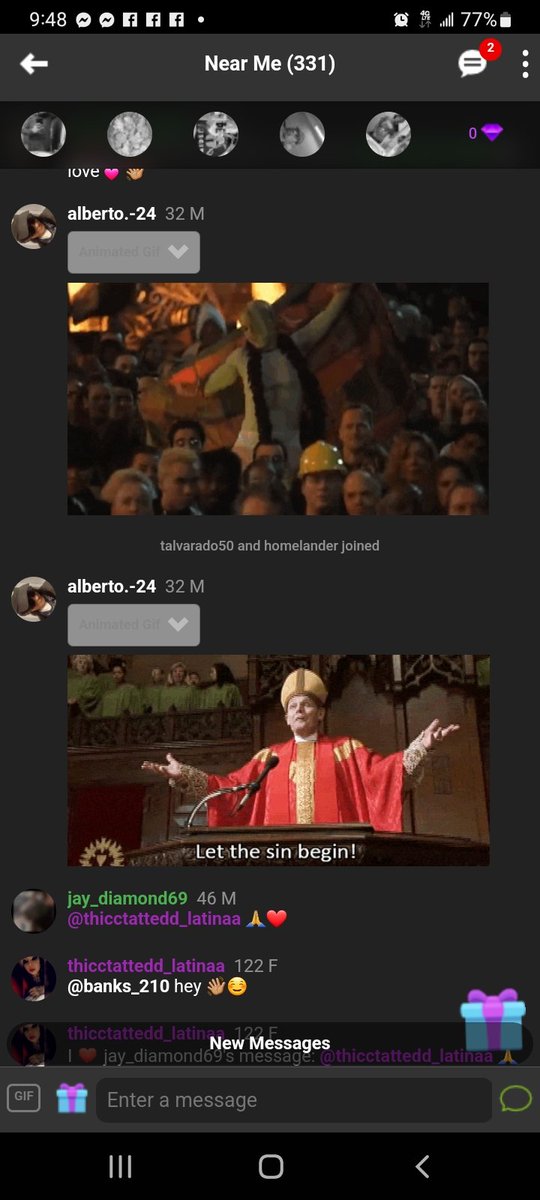 9:48
77%
Near Me (331)
2
0
love 💕 👋🏽
alberto.-24 32 M
Animated Gif
talvarado50 and homelander joined
alberto.-24 32 M
Animated Gif
Let the sin begin!
jay_diamond69 46 M
@thicctattedd_latinaa 🙏❤️
thicctattedd_latinaa 122 F
@banks_210 hey 👋🏽☺️
thicctattedd_latinaa 122 F
New Messages
I ❤️ jay_diamond69's message: @thicctattedd_latinaa 🙏
GIF
Enter a message